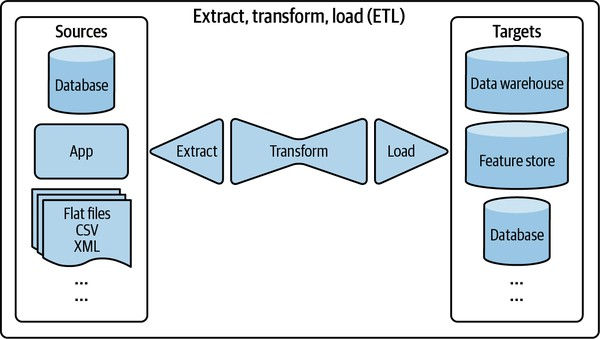 Extract, transform, load (ETL)
Sources
Database
App
Flat files
CSV
XML
...
...
Extract
Transform
Load
Targets
Data warehouse
Feature store
Database
...
...